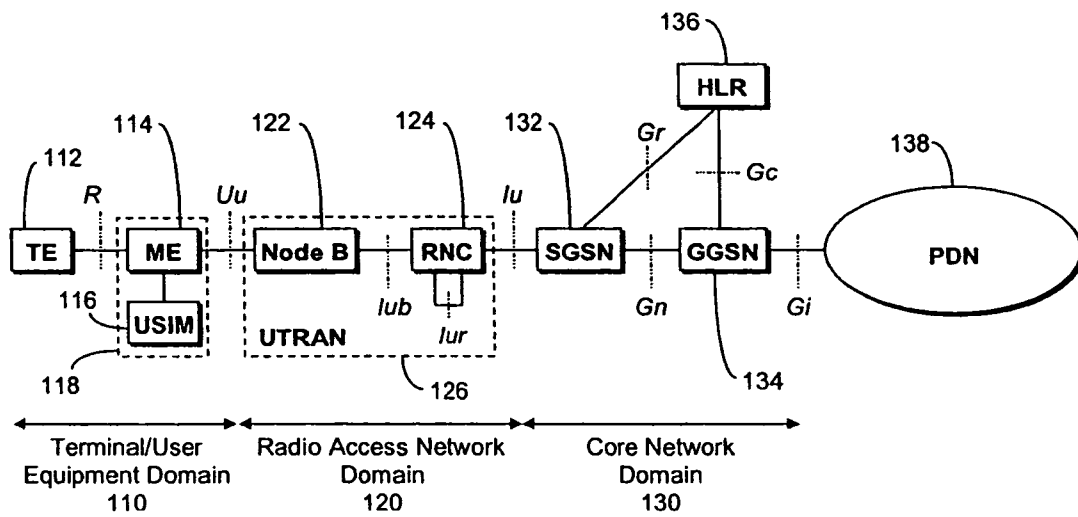 136
HLR
114
122
124
132
Gr
138
112
R
Uu
Iu
Gc
TE
ME
Node B
RNC
SGSN
GGSN
PDN
116
USIM
Iub
Iur
Gn
Gi
UTRAN
118
126
134
Terminal/User
Equipment Domain
110
Radio Access Network
Domain
120
Core Network
Domain
130